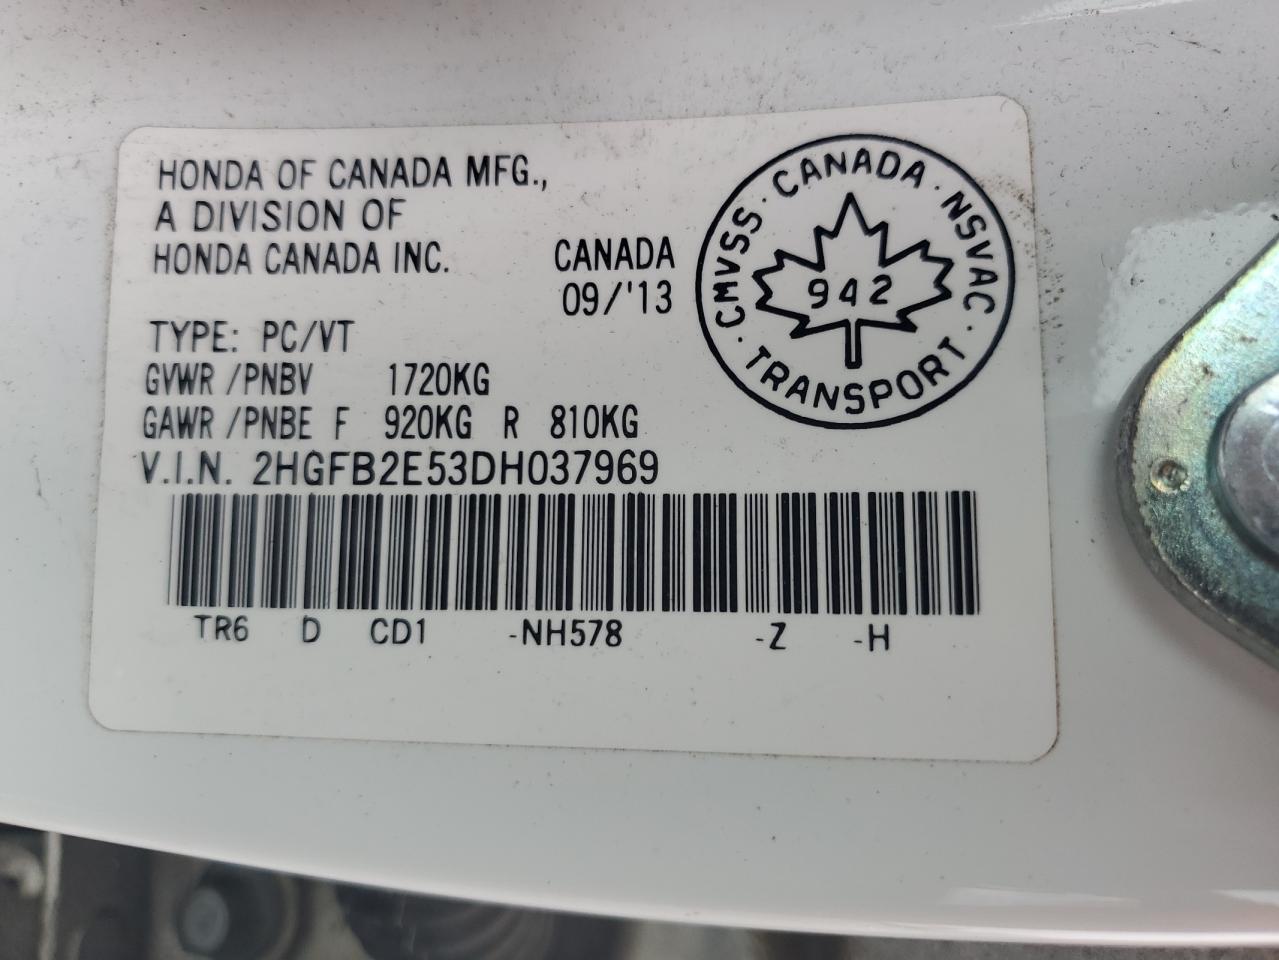 HONDA OF CANADA MFG.,
A DIVISION OF
HONDA CANADA INC.
CANADA
09/'13
TYPE: PC/VT
GVWR /PNBV 1720KG
GAWR /PNBE F 920KG R 810KG
V.I.N. 2HGFB2E53DH037969
TR6 D CD1 -NH578 -Z -H
CMVSS · CANADA · NSVAC · TRANSPORT ·
942